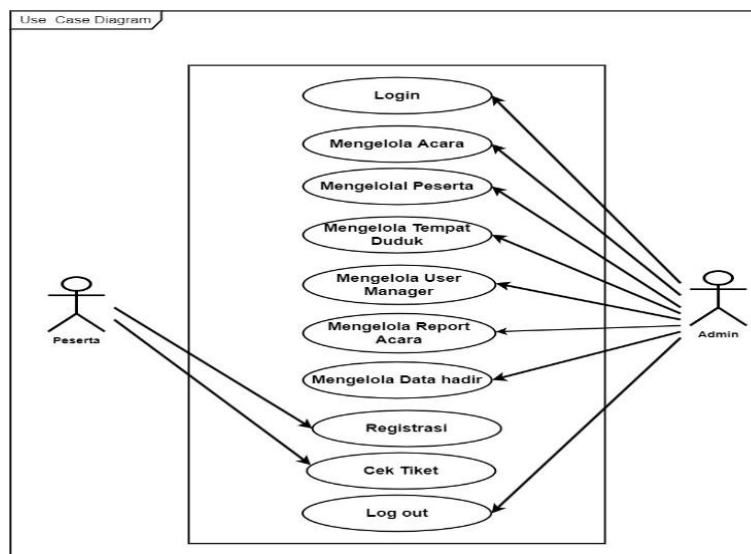 Use Case Diagram
Login
Mengelola Acara
Mengelolal Peserta
Mengelola Tempat
Duduk
Mengelola User
Manager
Mengelola Report
Acara
Mengelola Data hadir
Registrasi
Cek Tiket
Log out
Peserta
Admin